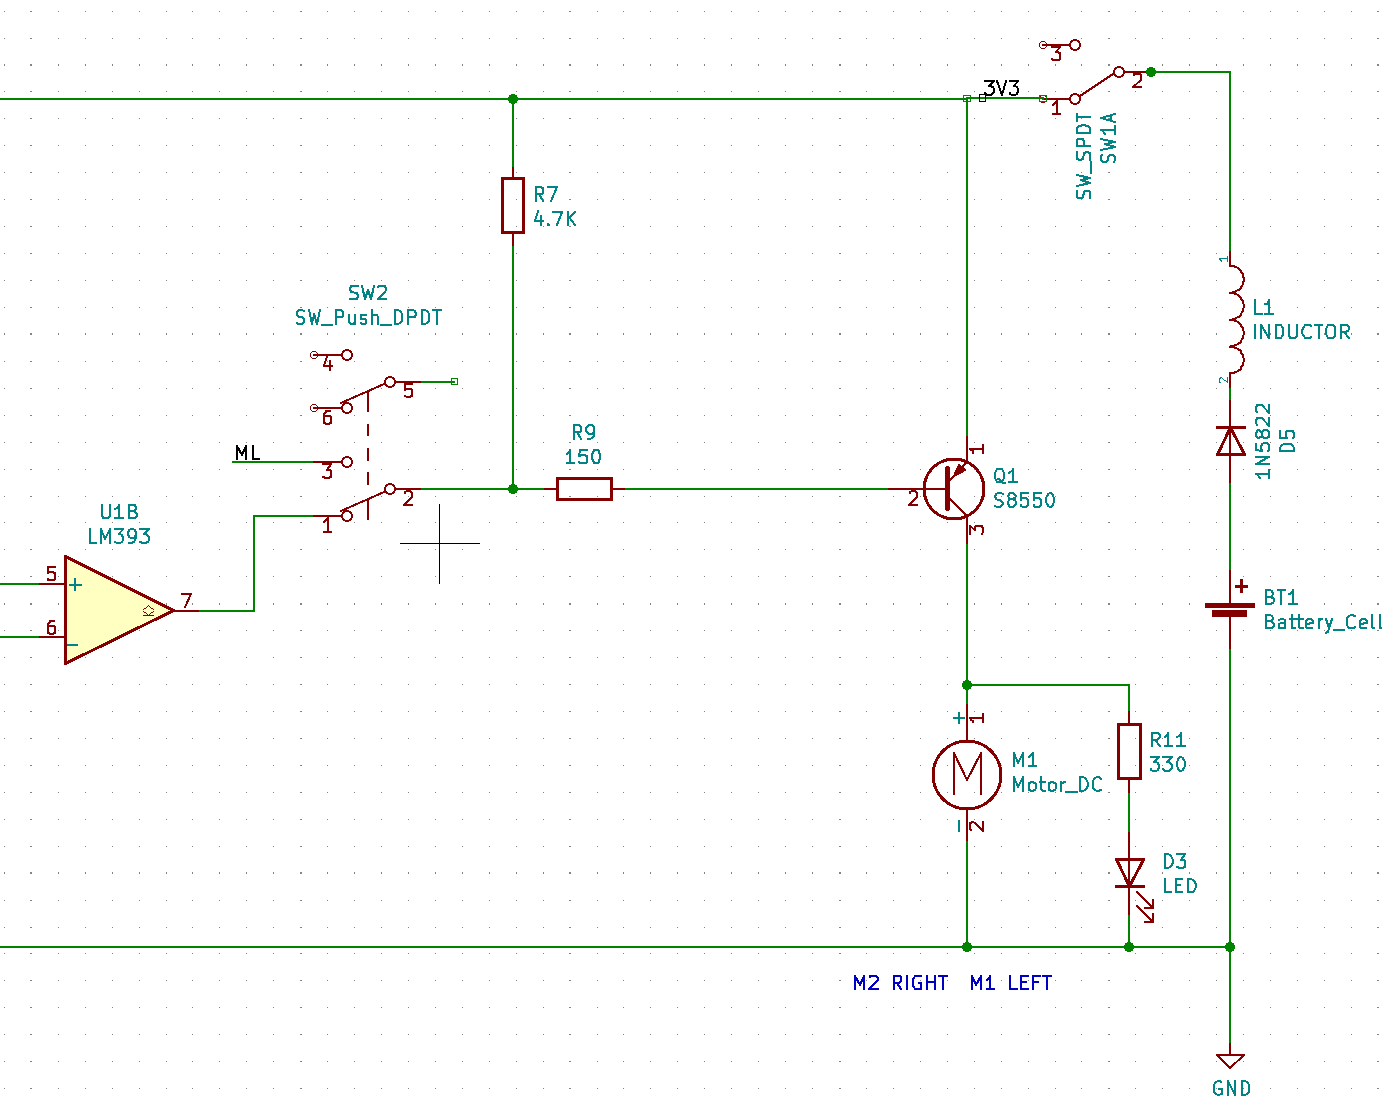 3
3V3
2
1
SW_SPDT
SW1A
R7
4.7K
1
SW2
SW_Push_DPDT
L1
INDUCTOR
4
5
2
6
1N5822
D5
R9
150
ML
3
1
2
2
Q1
S8550
U1B
LM393
1
3
5
+
7
6
-
+
BT1
Battery_Cell
+
1
R11
330
M
M1
Motor_DC
-
2
D3
LED
M2 RIGHT M1 LEFT
GND